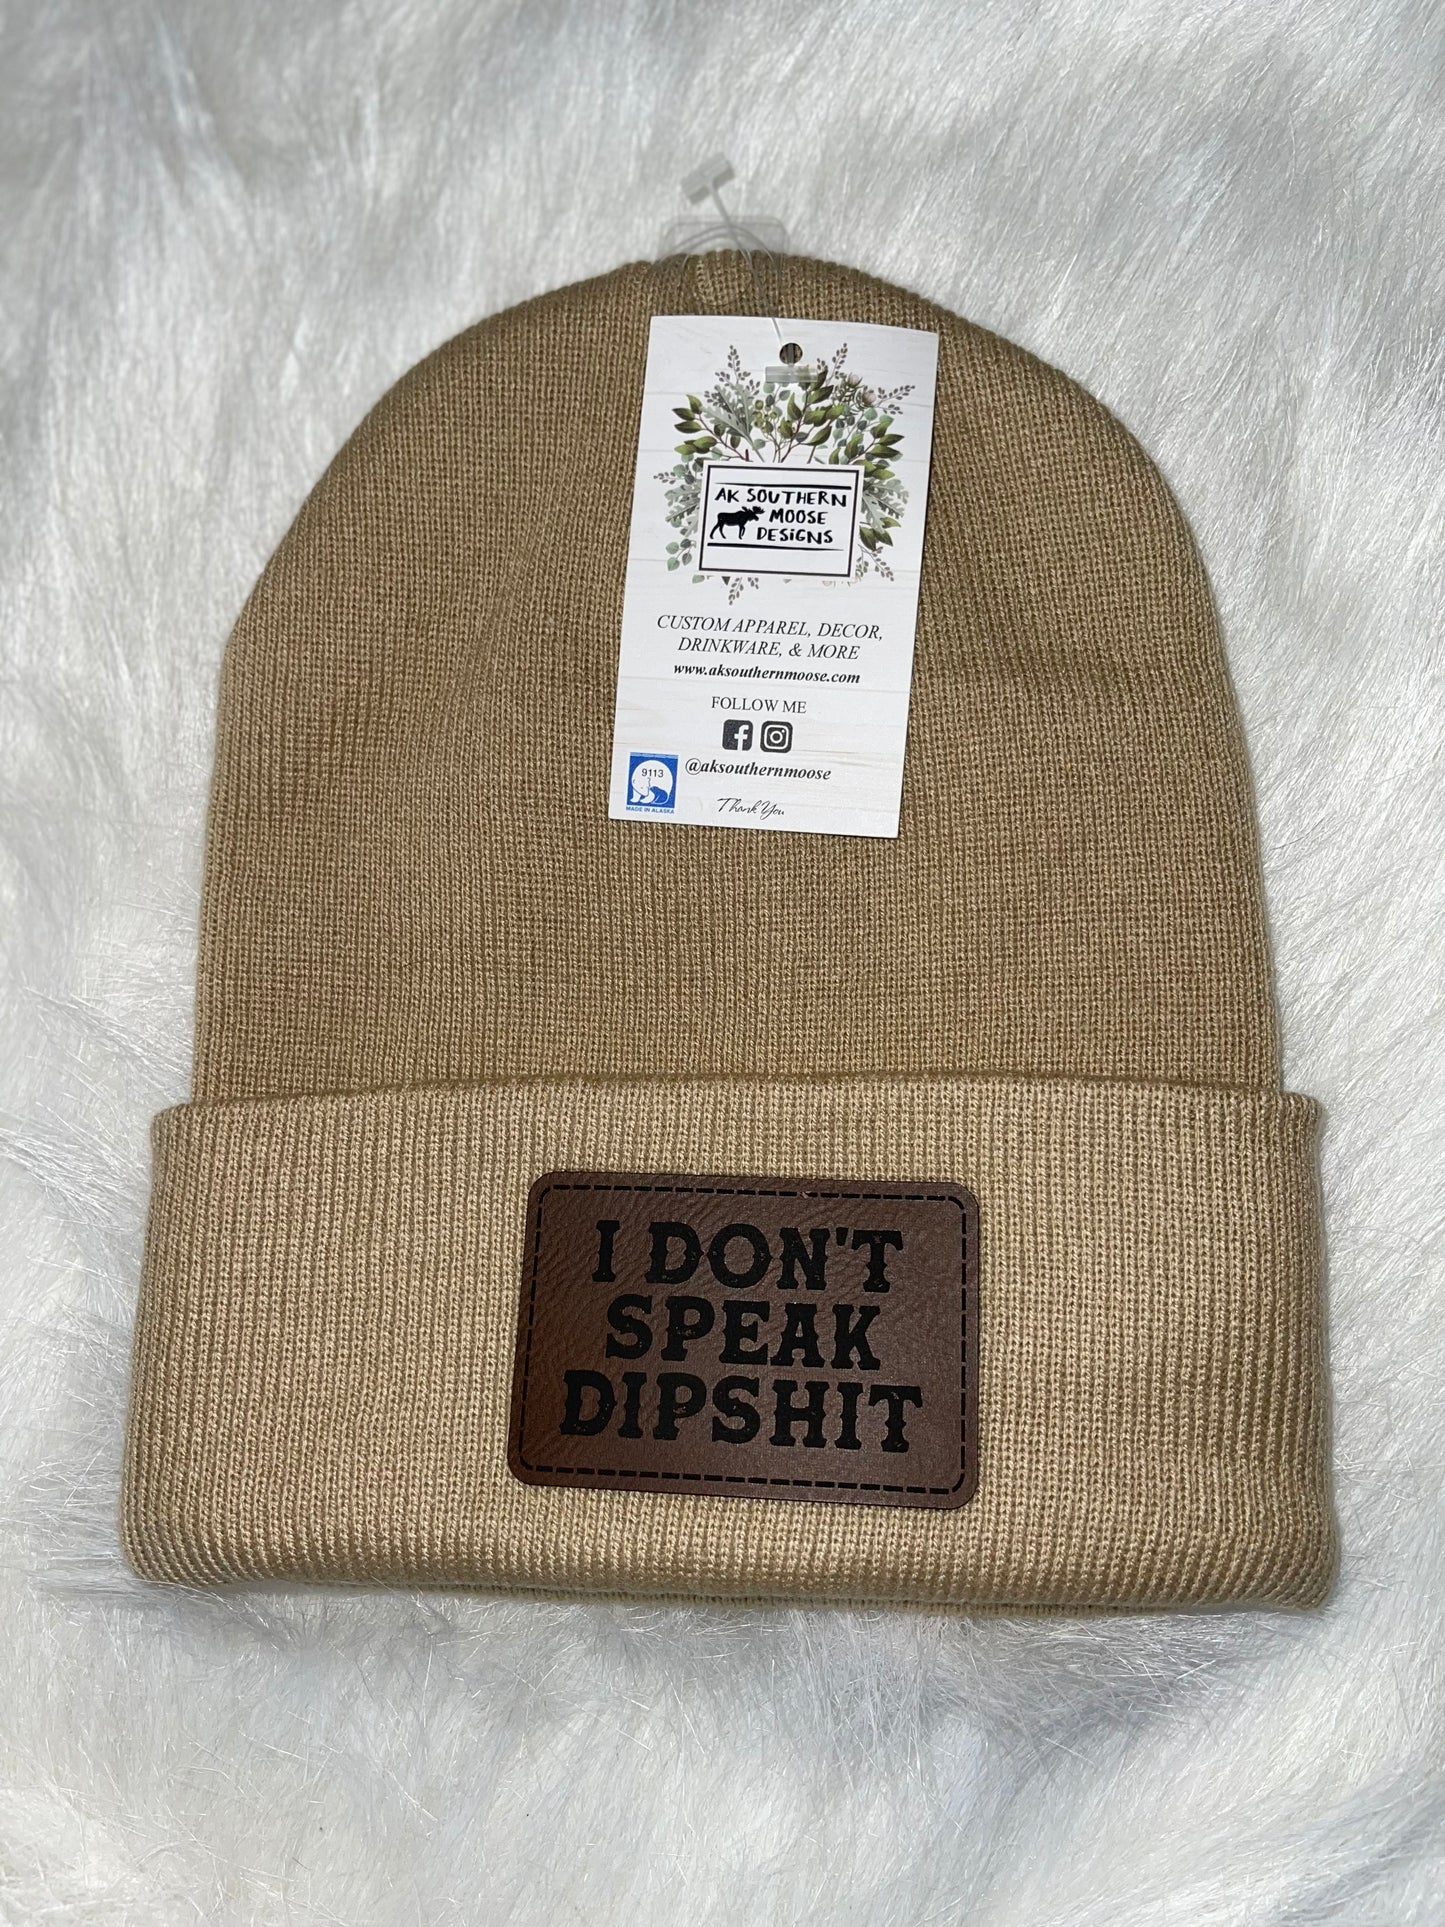 AK SOUTHERN
MOOSE
DESIGNS
CUSTOM APPAREL, DECOR,
DRINKWARE, & MORE
www.aksouthernmoose.com
FOLLOW ME
@aksouthernmoose
9113
MADE IN ALASKA
Thank You
I DON'T
SPEAK
DIPSHIT